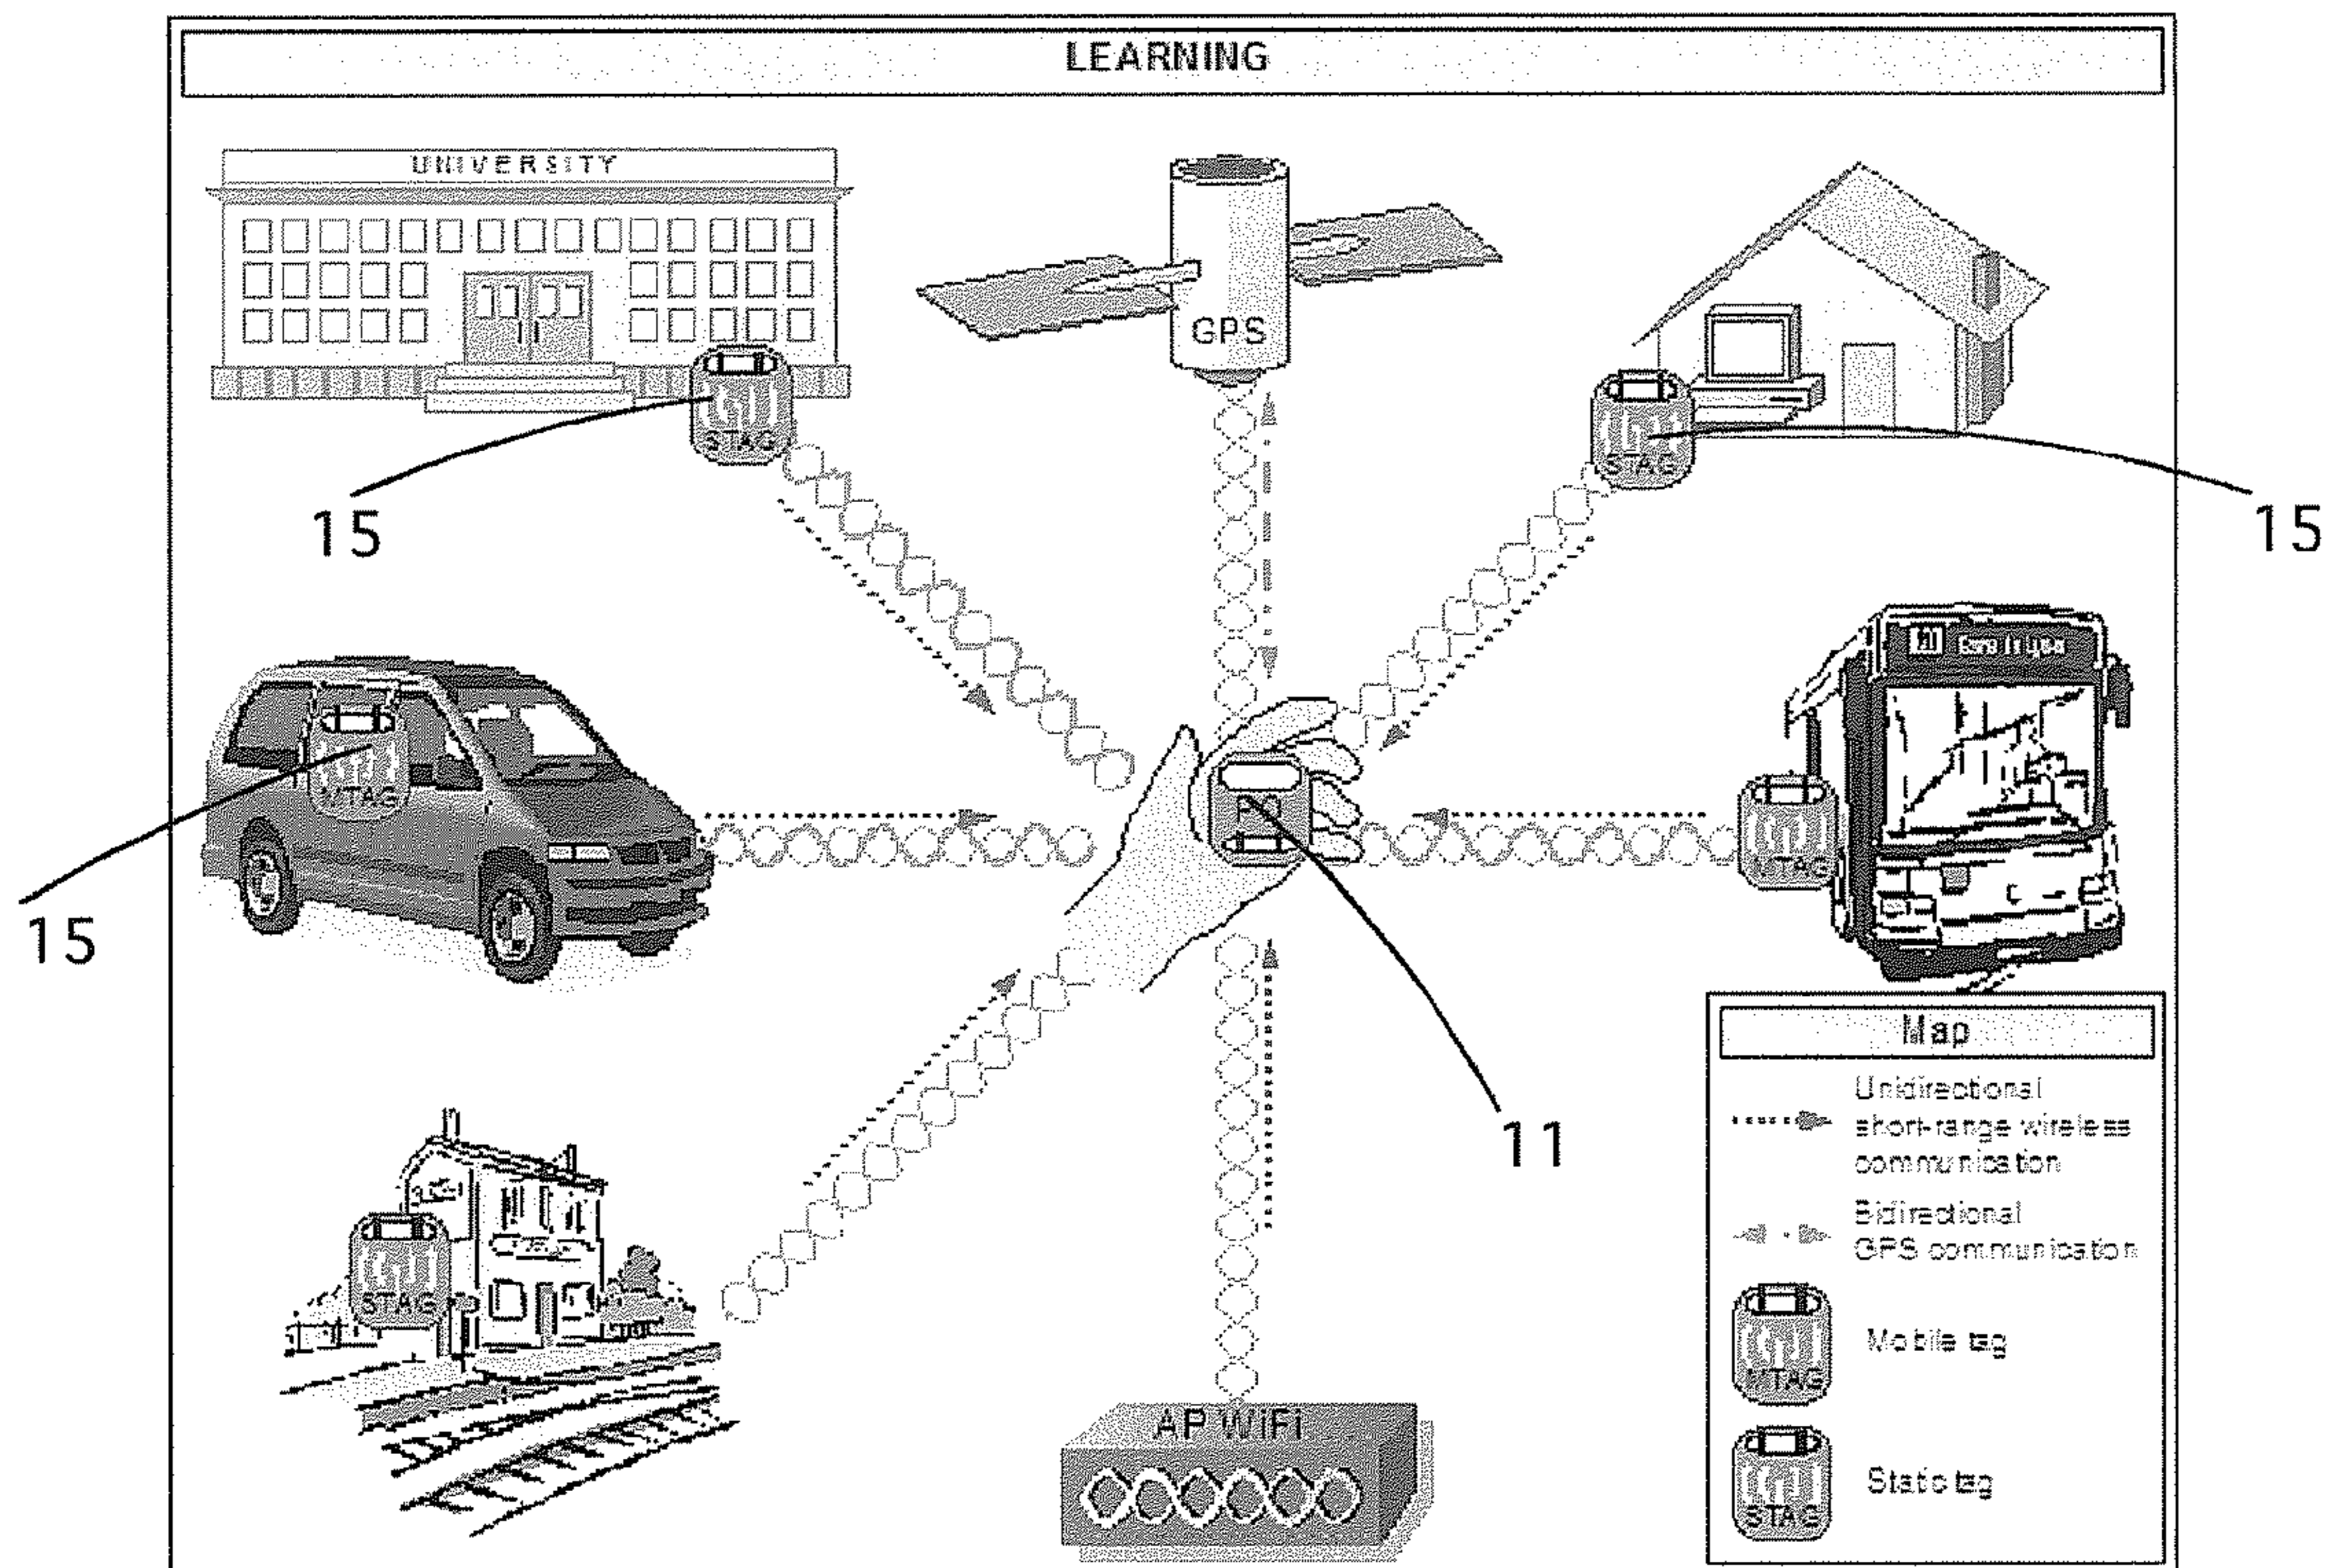 LEARNING
UNIVERSITY
GPS
STAG
STAG
15
15
MTAG
MTAG
15
11
STAG
AP WiFi
Map
Unidirectional
short-range wireless
communication
Bidirectional
GPS communication
MTAG
Mobile tag
STAG
Static tag